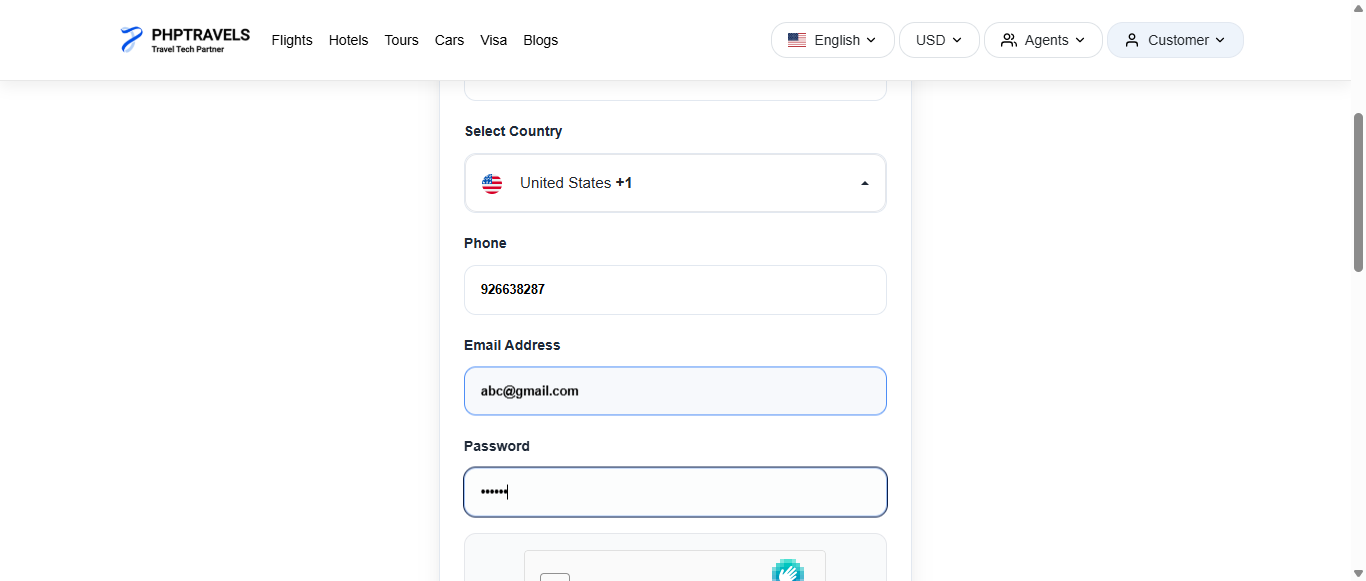 PHPTRAVELS
Travel Tech Partner
Flights Hotels Tours Cars Visa Blogs
English USD Agents Customer
Select Country
United States +1
Phone
926638287
Email Address
abc@gmail.com
Password
••••••